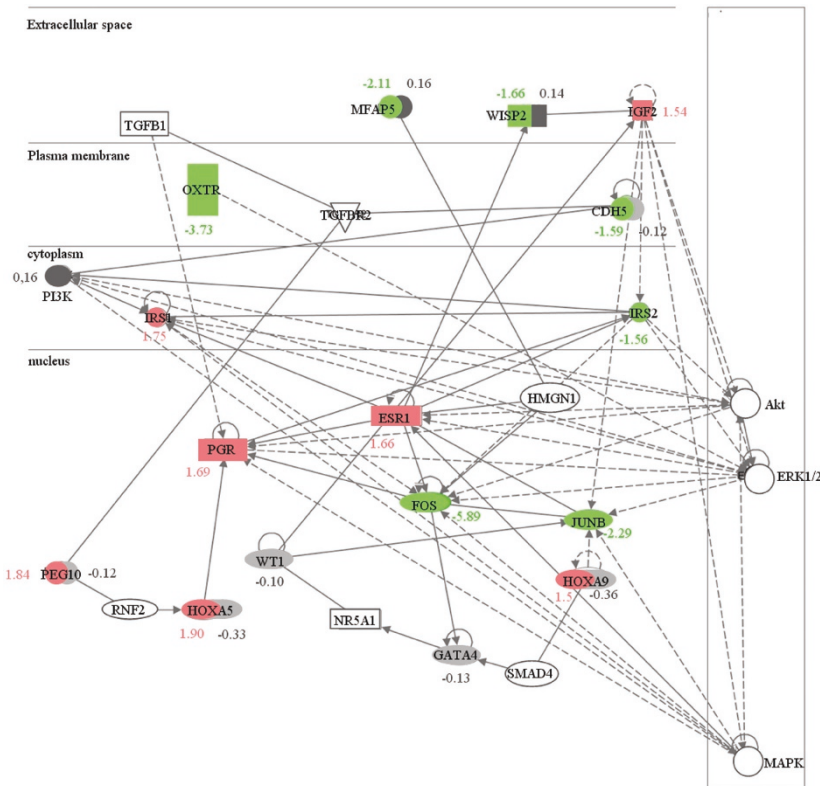 Extracellular space
-2.11 0.16
MFAP5
-1.66 0.14
WISP2
IGF2 1.54
TGFB1
Plasma membrane
OXTR
-3.73
TGFBR2
CDH5
-1.59 -0.12
cytoplasm
0,16
PI3K
IRS1
1.75
IRS2
-1.56
nucleus
HMGN1
Akt
ESR1
1.66
PGR
1.69
ERK1/2
FOS
-5.89
JUNB
-2.29
WT1
-0.10
1.84 PEG10 -0.12
HOXA9
1.5 -0.36
RNF2
HOXA5
1.90 -0.33
NR5A1
GATA4
-0.13
SMAD4
MAPK